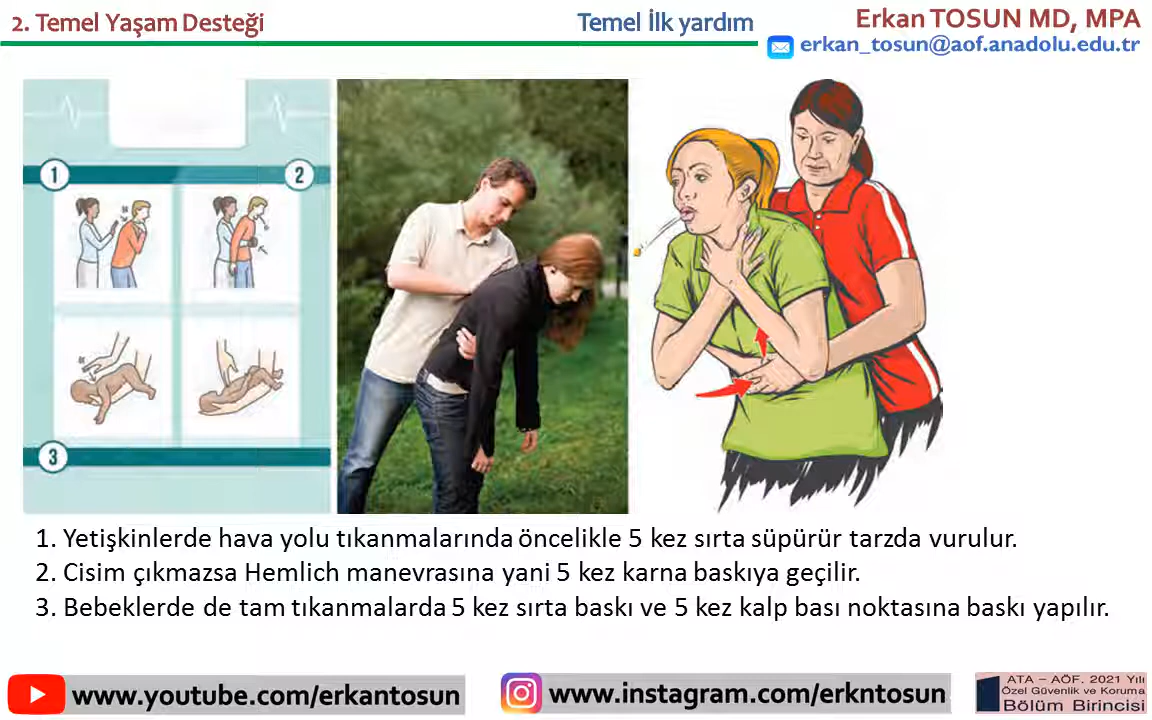 2. Temel Yaşam Desteği
Temel İlk yardım
Erkan TOSUN MD, MPA
erkan_tosun@aof.anadolu.edu.tr
1
2
3
1. Yetişkinlerde hava yolu tıkanmalarında öncelikle 5 kez sırta süpürür tarzda vurulur.
2. Cisim çıkmazsa Hemlich manevrasına yani 5 kez karna baskıya geçilir.
3. Bebeklerde de tam tıkanmalarda 5 kez sırta baskı ve 5 kez kalp bası noktasına baskı yapılır.
www.youtube.com/erkantosun
www.instagram.com/erkntosun
ATA – AÖF. 2021 Yılı
Özel Güvenlik ve Koruma
Bölüm Birincisi